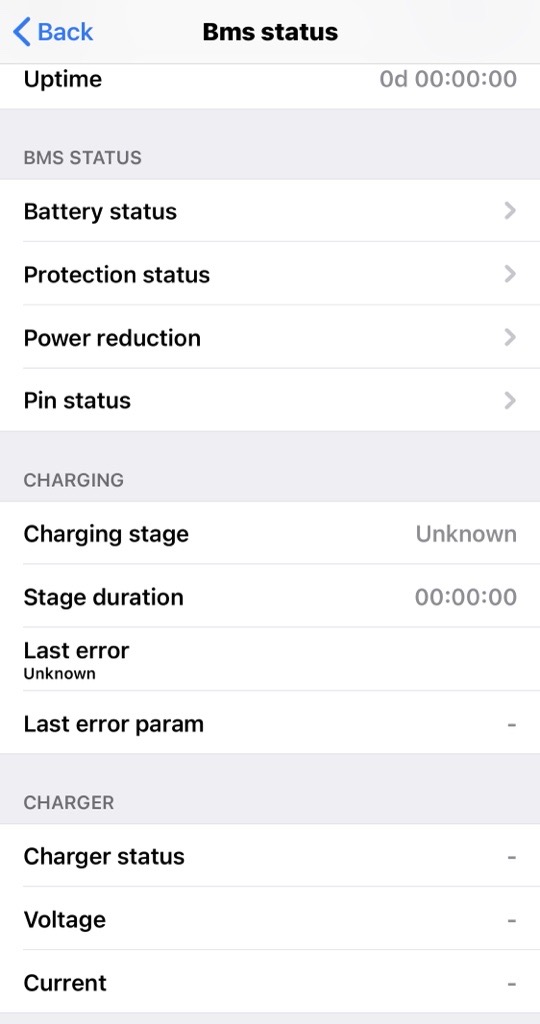 Back
Bms status
Uptime 0d 00:00:00
BMS STATUS
Battery status
Protection status
Power reduction
Pin status
CHARGING
Charging stage Unknown
Stage duration 00:00:00
Last error
Unknown
Last error param -
CHARGER
Charger status -
Voltage -
Current -